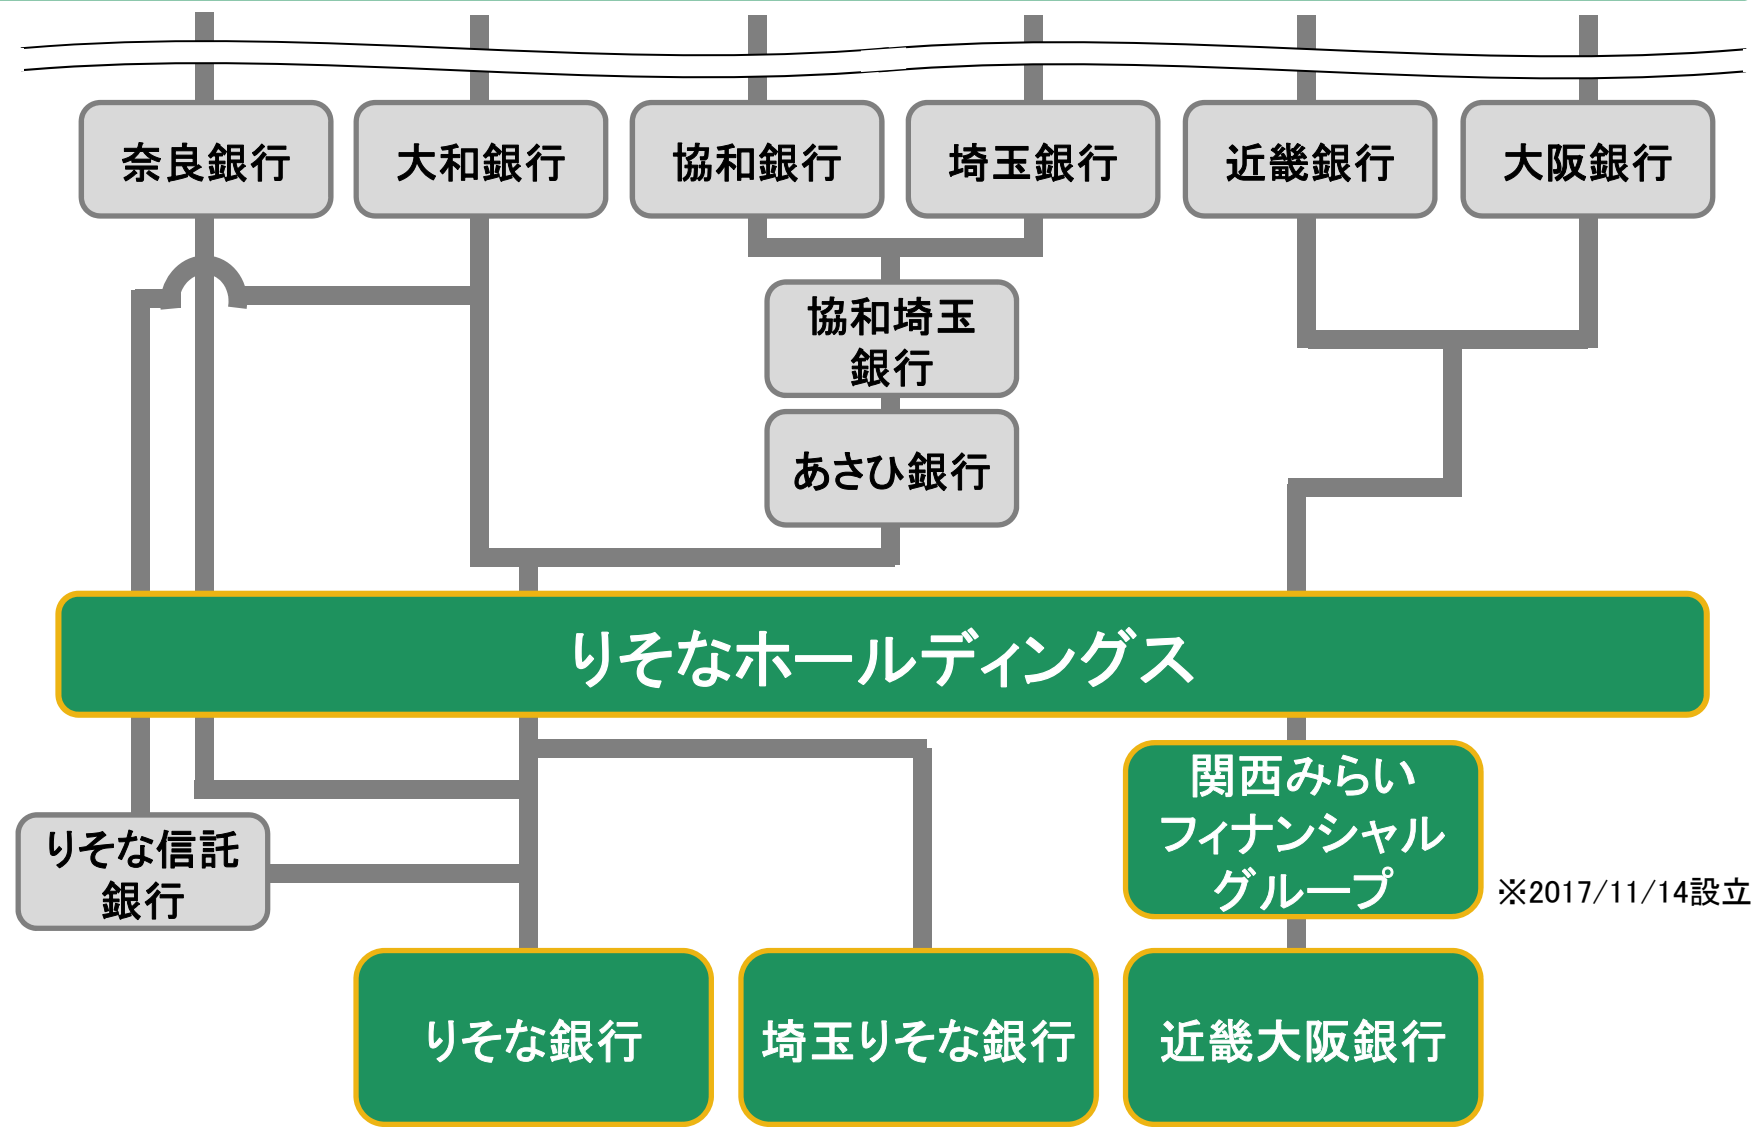 奈良銀行
大和銀行
協和銀行
埼玉銀行
近畿銀行
大阪銀行
協和埼玉
銀行
あさひ銀行
りそなホールディングス
関西みらい
フィナンシャル
グループ
※2017/11/14設立
りそな信託
銀行
りそな銀行
埼玉りそな銀行
近畿大阪銀行